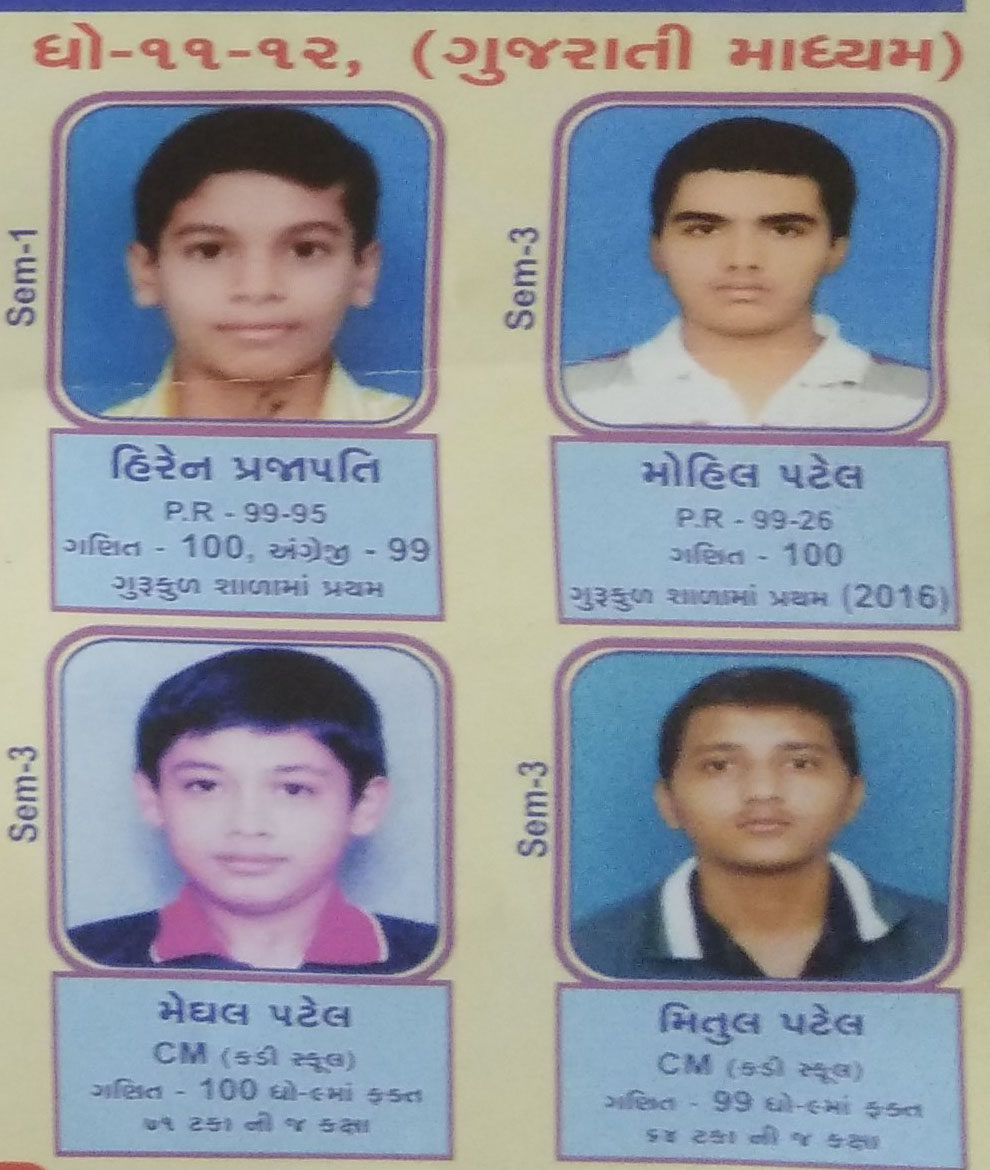 ધો-૧૧-૧૨, (ગુજરાતી માધ્યમ)
Sem-1
હિરેન પ્રજાપતિ
P.R - 99-95
ગણિત - 100, અંગ્રેજી - 99
ગુરૂકુળ શાળામાં પ્રથમ
Sem-3
મોહિલ પટેલ
P.R - 99-26
ગણિત - 100
ગુરૂકુળ શાળામાં પ્રથમ (2016)
Sem-3
મેઘલ પટેલ
CM (કડી સ્કૂલ)
ગણિત - 100 ધો-૯માં ફક્ત
૭૧ ટકા ની જ કક્ષા
Sem-3
મિતુલ પટેલ
CM (કડી સ્કૂલ)
ગણિત - 99 ધો-૯માં ફક્ત
૬૪ ટકા ની જ કક્ષા